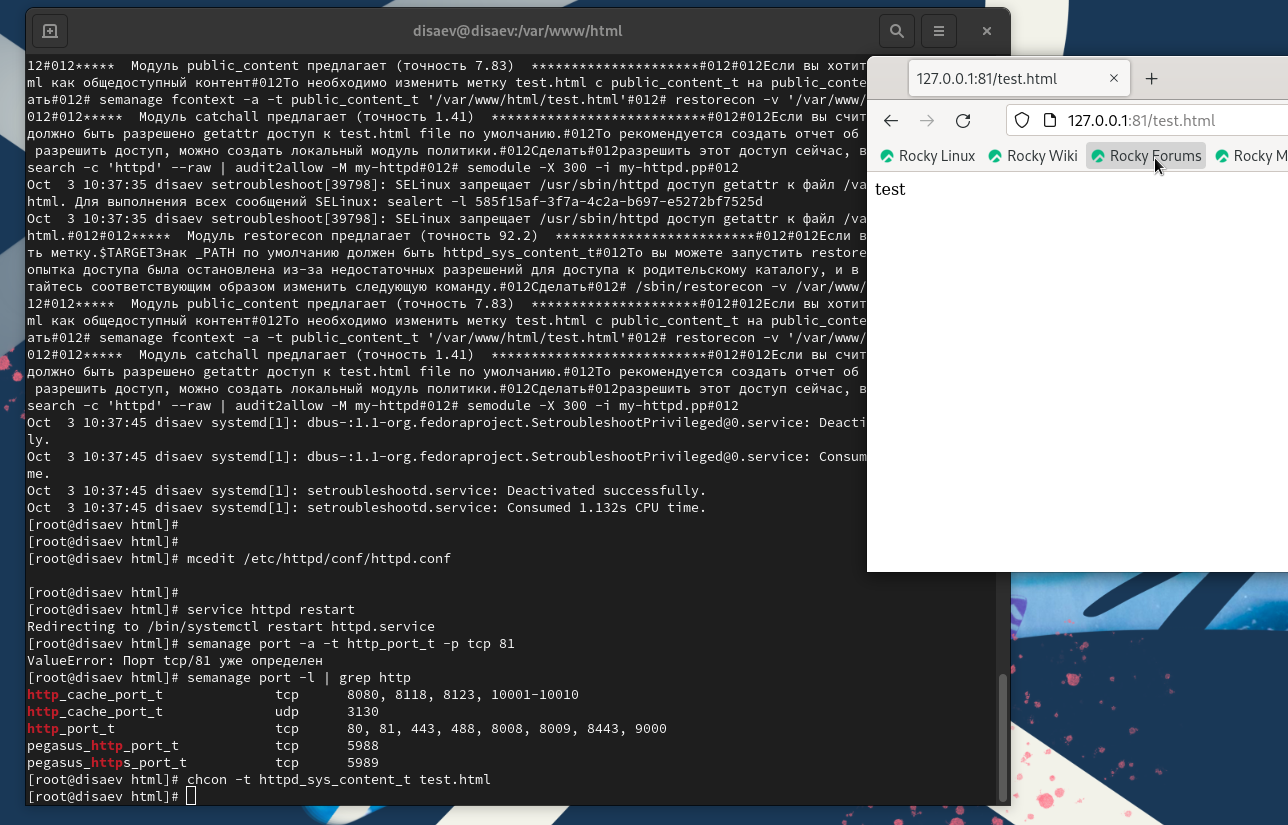 disaev@disaev:/var/www/html
12#012***** Модуль public_content предлагает (точность 7.83) *********************#012#012Если вы хотит
ml как общедоступный контент#012То необходимо изменить метку test.html с public_content_t на public_conte
ать#012# semanage fcontext -a -t public_content_t '/var/www/html/test.html'#012# restorecon -v '/var/www/
012#012***** Модуль catchall предлагает (точность 1.41) **************************#012#012Если вы счит
должно быть разрешено getattr доступ к test.html file по умолчанию.#012То рекомендуется создать отчет об
разрешить доступ, можно создать локальный модуль политики.#012Сделать#012разрешить этот доступ сейчас, в
search -c 'httpd' --raw | audit2allow -M my-httpd#012# semodule -X 300 -i my-httpd.pp#012
Oct 3 10:37:35 disaev setroubleshoot[39798]: SELinux запрещает /usr/sbin/httpd доступ getattr к файл /va
html. Для выполнения всех сообщений SELinux: sealert -l 585f15af-3f7a-4c2a-b697-e5272bf7525d
Oct 3 10:37:35 disaev setroubleshoot[39798]: SELinux запрещает /usr/sbin/httpd доступ getattr к файл /va
html.#012#012***** Модуль restorecon предлагает (точность 92.2) *************************#012#012Если в
ть метку.$TARGETЗнак _PATH по умолчанию должен быть httpd_sys_content_t#012То вы можете запустить restore
опытка доступа была остановлена из-за недостаточных разрешений для доступа к родительскому каталогу, и в
тайтесь соответствующим образом изменить следующую команду.#012Сделать#012# /sbin/restorecon -v /var/www/
12#012***** Модуль public_content предлагает (точность 7.83) *********************#012#012Если вы хотит
ml как общедоступный контент#012То необходимо изменить метку test.html с public_content_t на public_conte
ать#012# semanage fcontext -a -t public_content_t '/var/www/html/test.html'#012# restorecon -v '/var/www/
012#012***** Модуль catchall предлагает (точность 1.41) **************************#012#012Если вы счит
должно быть разрешено getattr доступ к test.html file по умолчанию.#012То рекомендуется создать отчет об
разрешить доступ, можно создать локальный модуль политики.#012Сделать#012разрешить этот доступ сейчас, в
search -c 'httpd' --raw | audit2allow -M my-httpd#012# semodule -X 300 -i my-httpd.pp#012
Oct 3 10:37:45 disaev systemd[1]: dbus-:1.1-org.fedoraproject.SetroubleshootPrivileged@0.service: Deacti
ly.
Oct 3 10:37:45 disaev systemd[1]: dbus-:1.1-org.fedoraproject.SetroubleshootPrivileged@0.service: Consum
me.
Oct 3 10:37:45 disaev systemd[1]: setroubleshootd.service: Deactivated successfully.
Oct 3 10:37:45 disaev systemd[1]: setroubleshootd.service: Consumed 1.132s CPU time.
[root@disaev html]#
[root@disaev html]#
[root@disaev html]# mcedit /etc/httpd/conf/httpd.conf
[root@disaev html]#
[root@disaev html]# service httpd restart
Redirecting to /bin/systemctl restart httpd.service
[root@disaev html]# semanage port -a -t http_port_t -p tcp 81
ValueError: Порт tcp/81 уже определен
[root@disaev html]# semanage port -l | grep http
http_cache_port_t tcp 8080, 8118, 8123, 10001-10010
http_cache_port_t udp 3130
http_port_t tcp 80, 81, 443, 488, 8008, 8009, 8443, 9000
pegasus_http_port_t tcp 5988
pegasus_https_port_t tcp 5989
[root@disaev html]# chcon -t httpd_sys_content_t test.html
[root@disaev html]#
127.0.0.1:81/test.html
127.0.0.1:81/test.html
Rocky Linux Rocky Wiki Rocky Forums Rocky M
test